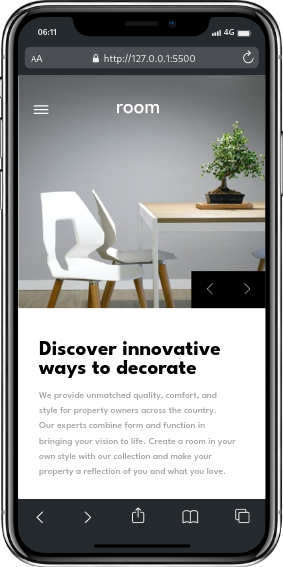 06:11
4G
AA
http://127.0.0.1:5500
room
Discover innovative
ways to decorate
We provide unmatched quality, comfort, and
style for property owners across the country.
Our experts combine form and function in
bringing your vision to life. Create a room in your
own style with our collection and make your
property a reflection of you and what you love.